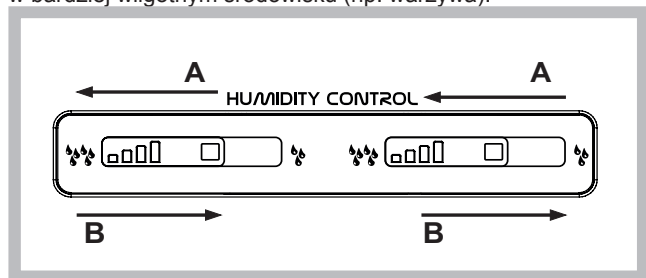 w bardziej wilgotnym środowisku (np. warzywa).
A A
HUMIDITY CONTROL
B B